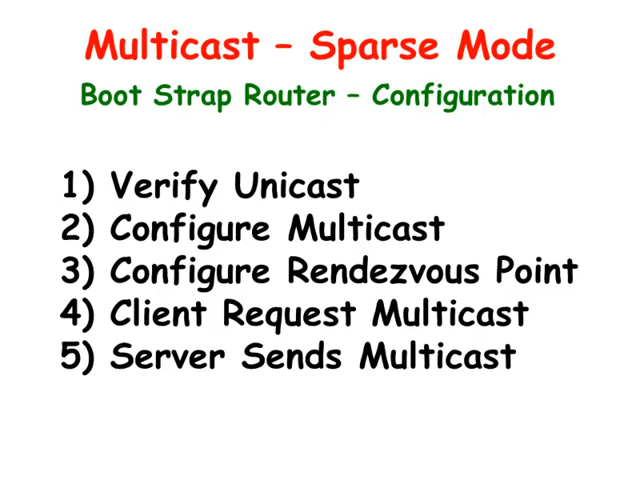 Multicast – Sparse Mode
Boot Strap Router – Configuration
1) Verify Unicast
2) Configure Multicast
3) Configure Rendezvous Point
4) Client Request Multicast
5) Server Sends Multicast